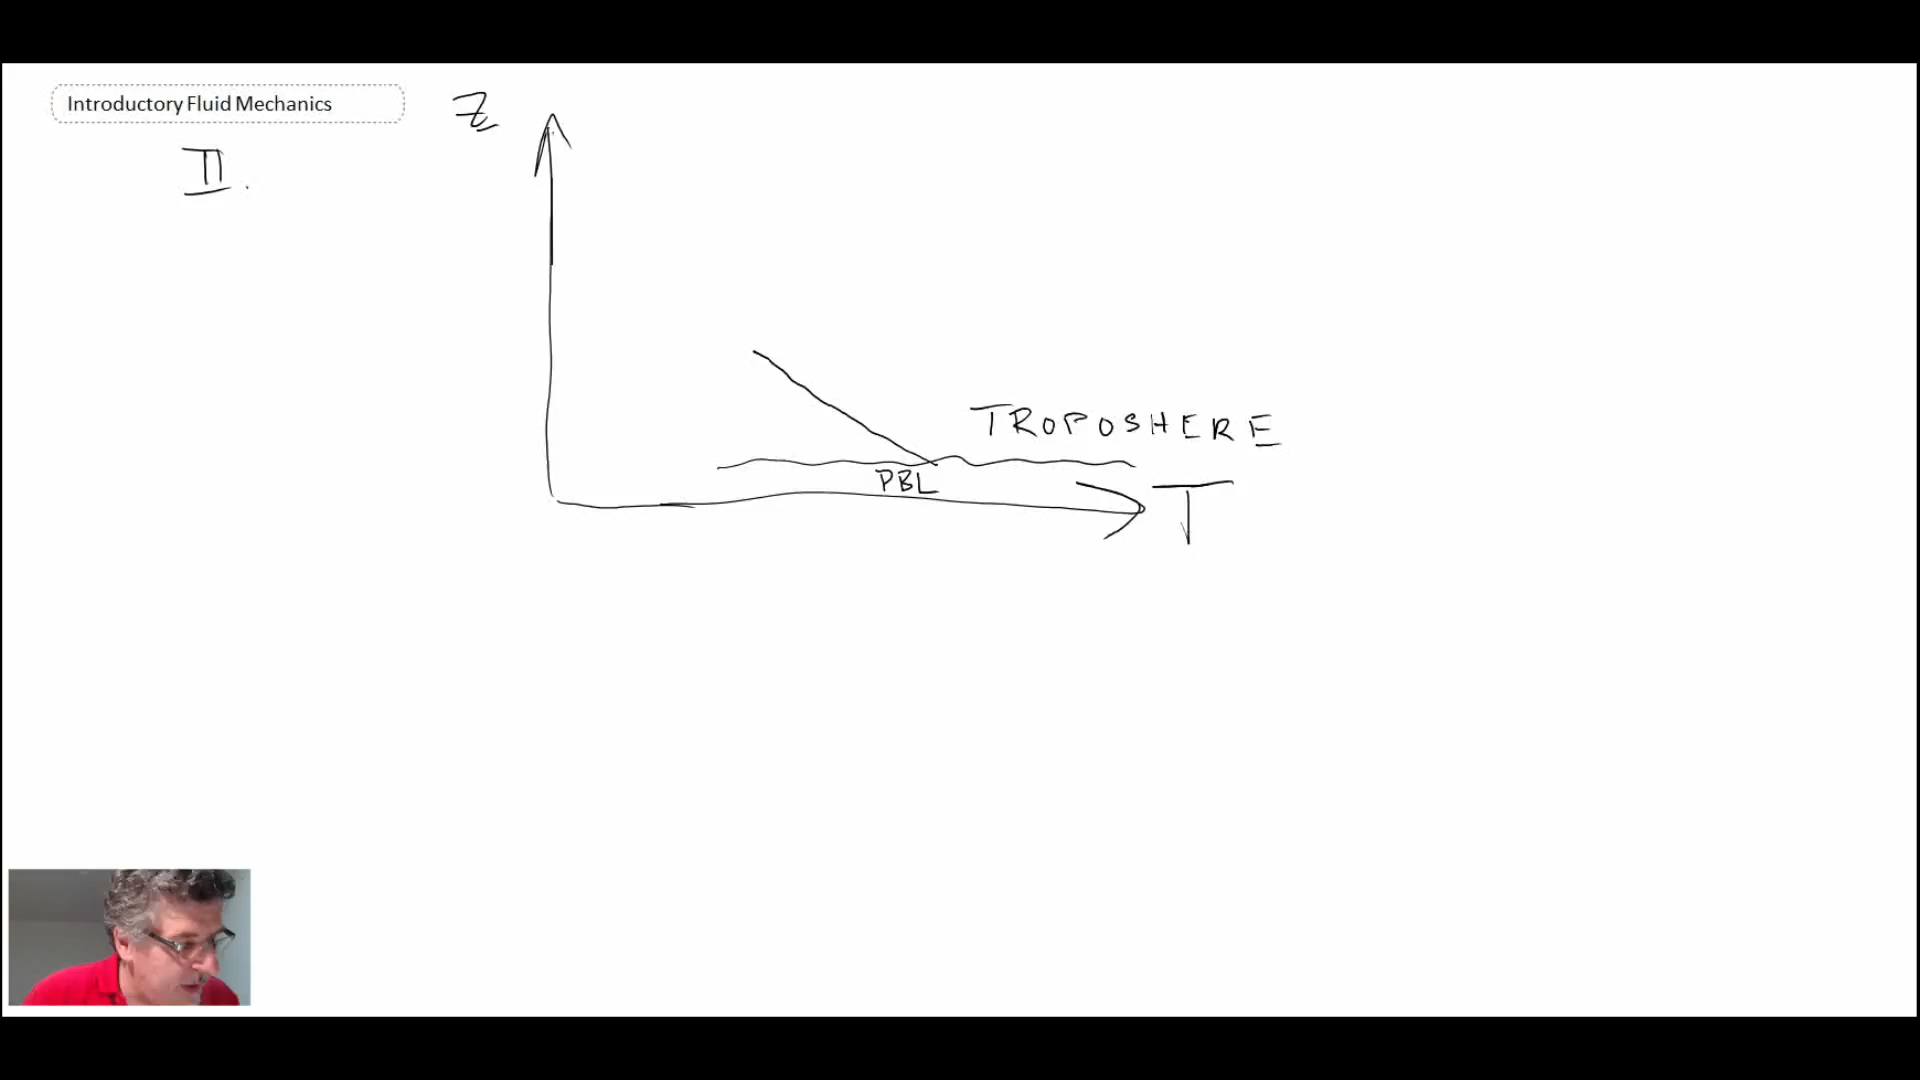 Introductory Fluid Mechanics
Z
II.
TROPOSHERE
PBL
T